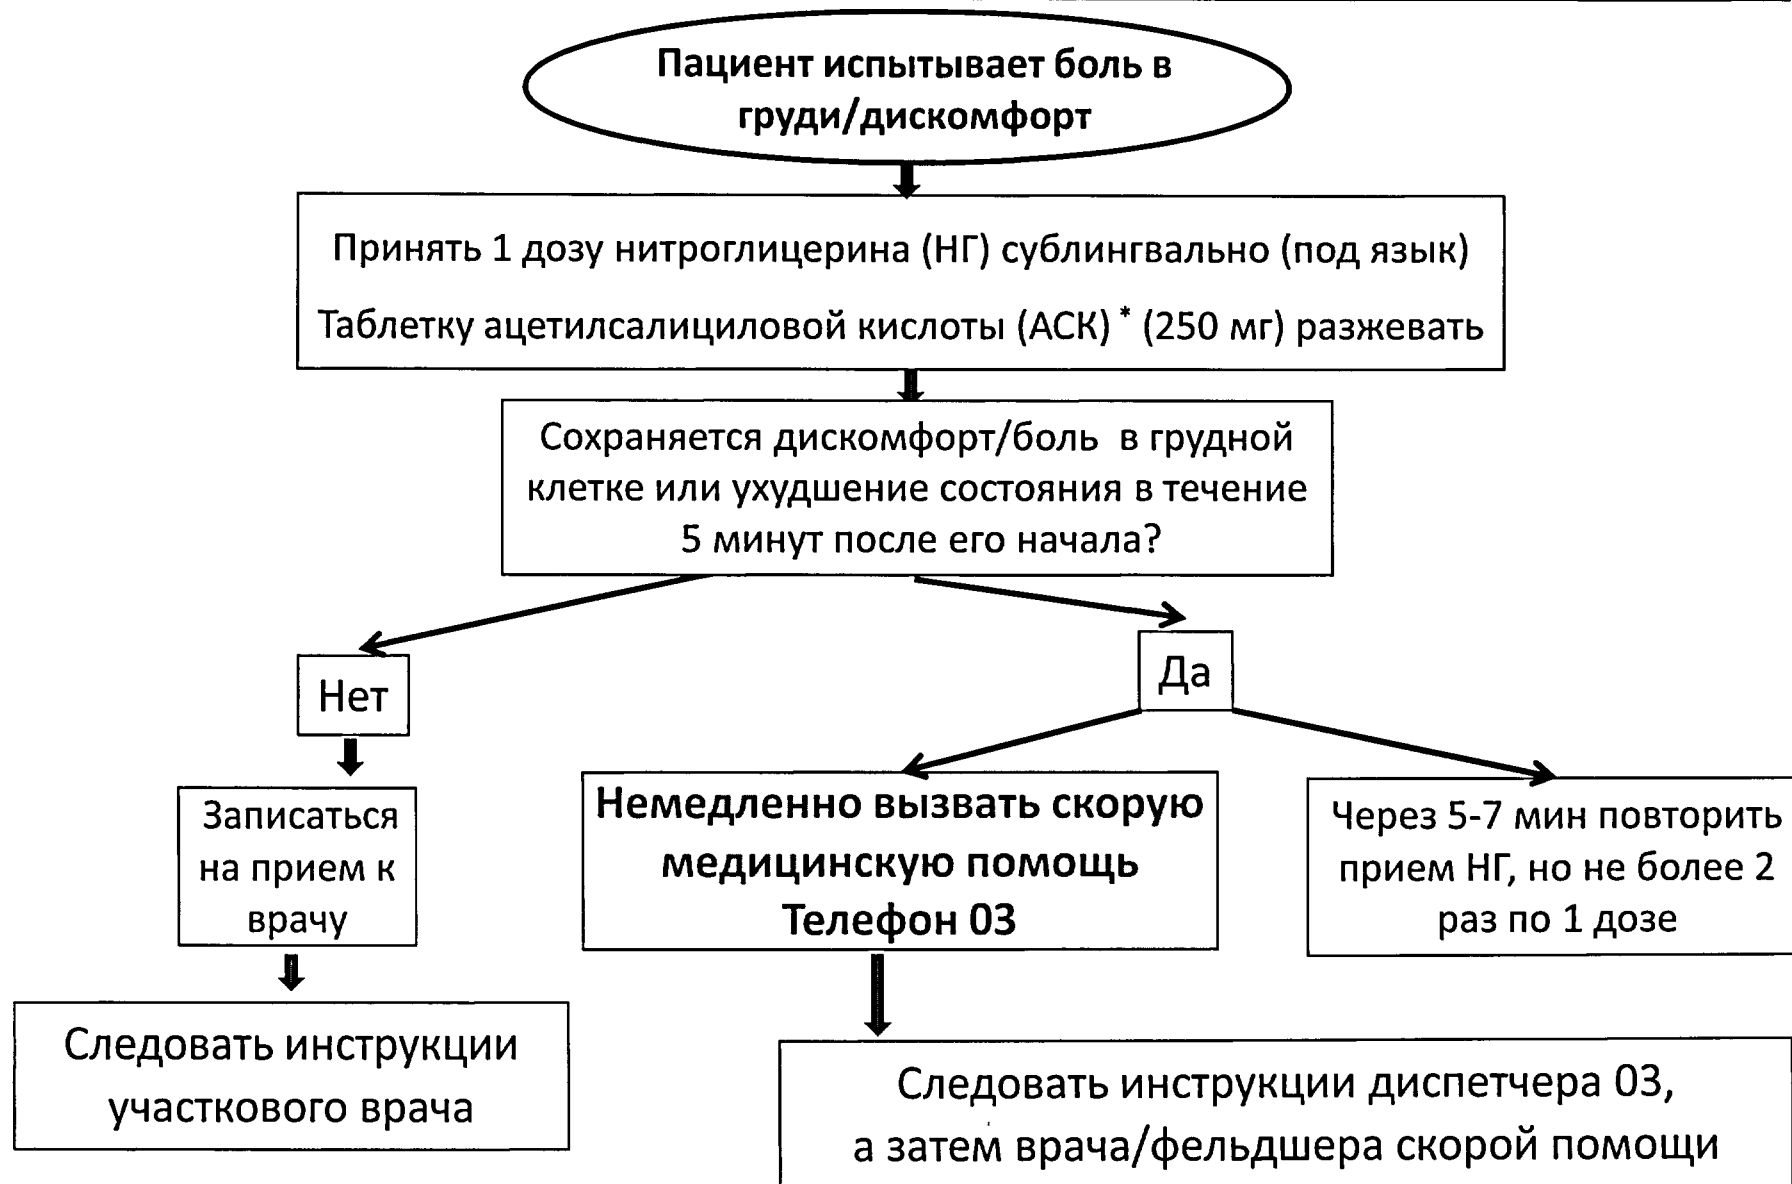 Пациент испытывает боль в
груди/дискомфорт
Принять 1 дозу нитроглицерина (НГ) сублингвально (под язык)
Таблетку ацетилсалициловой кислоты (АСК) * (250 мг) разжевать
Сохраняется дискомфорт/боль в грудной
клетке или ухудшение состояния в течение
5 минут после его начала?
Нет
Да
Записаться
на прием к
врачу
Немедленно вызвать скорую
медицинскую помощь
Телефон 03
Через 5-7 мин повторить
прием НГ, но не более 2
раз по 1 дозе
Следовать инструкции
участкового врача
Следовать инструкции диспетчера 03,
а затем врача/фельдшера скорой помощи